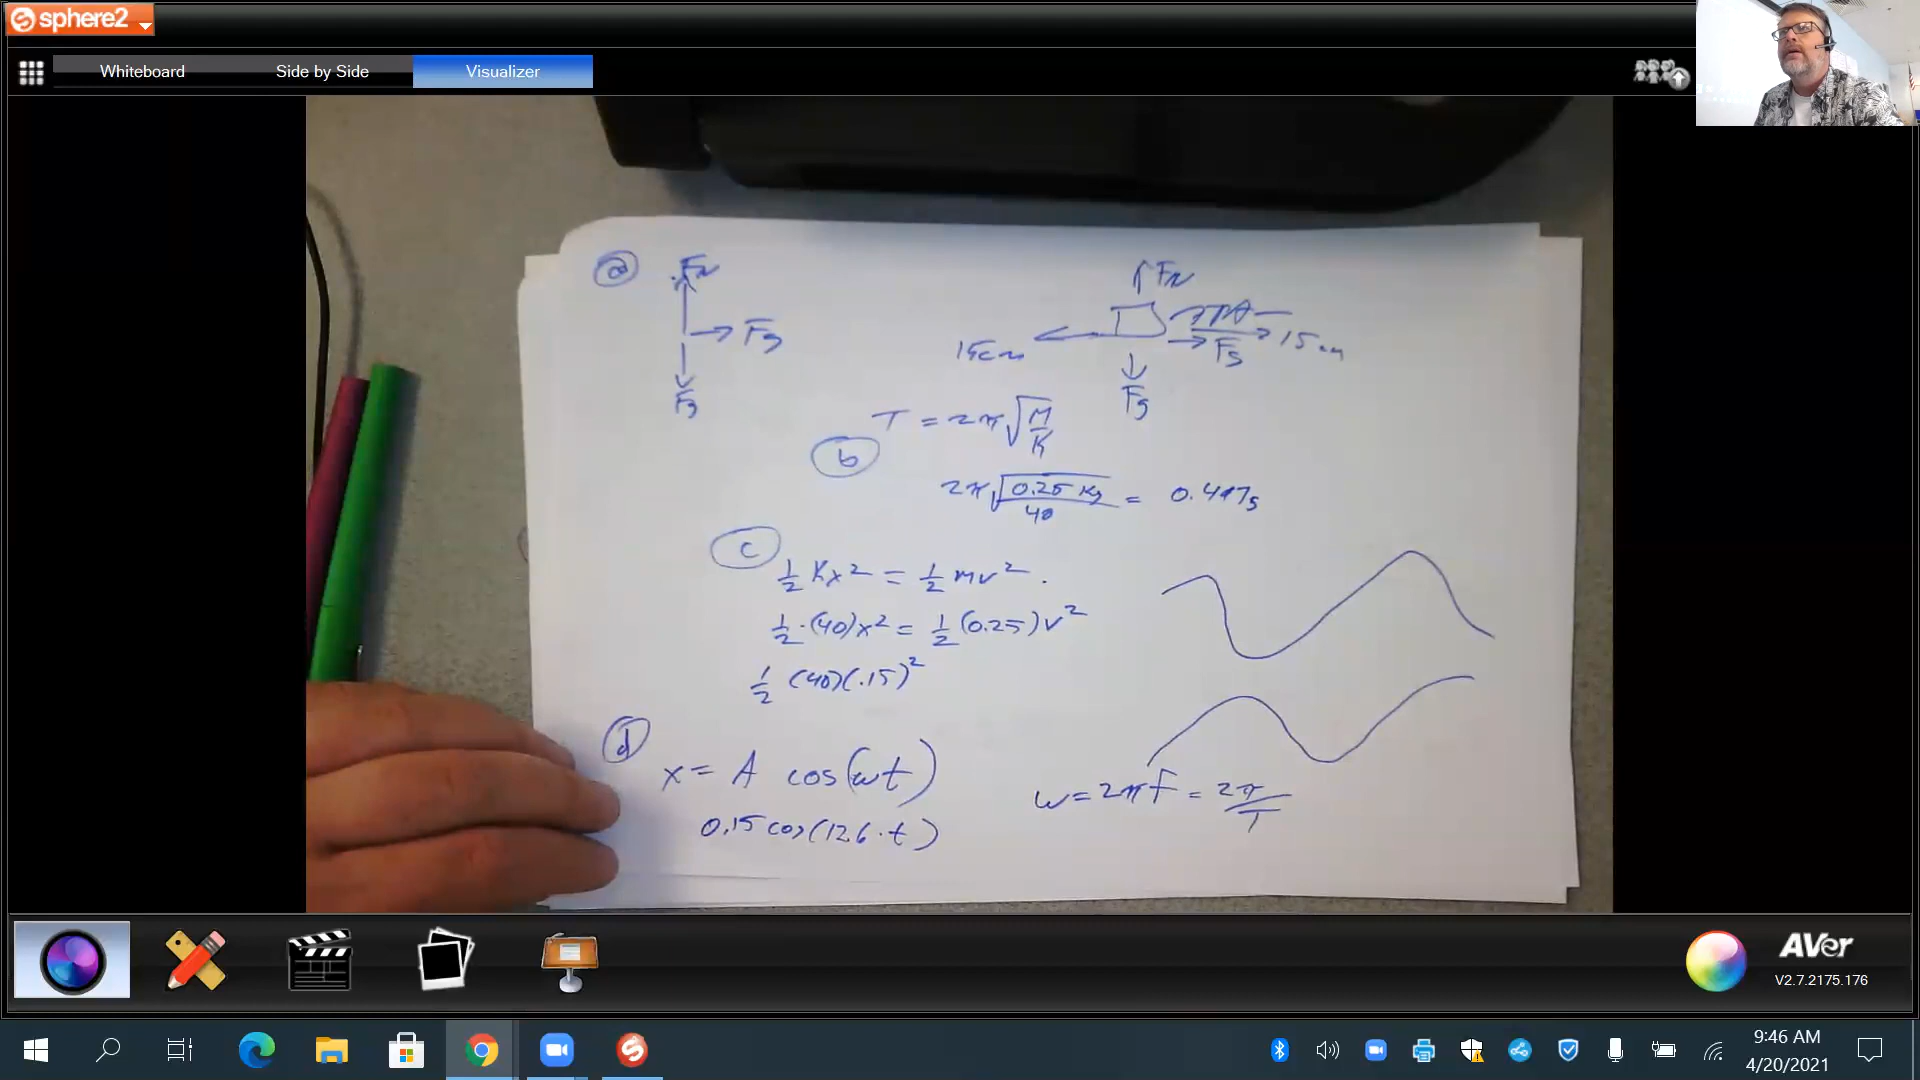 sphere2
Whiteboard
Side by Side
Visualizer
a
FN
Fs
Fg
FN
15cm
15cm
Fs
Fg
T = 2π√(M/K)
b
2π√(0.25 Kg/40) = 0.497s
c
½ Kx² = ½ mv².
½ · (40)x² = ½ (0.25)v²
½ (40)(.15)²
d
x = A cos(ωt)
0.15 cos(12.6 · t)
ω = 2πF = 2π/T
AVer
V2.7.2175.176
9:46 AM
4/20/2021